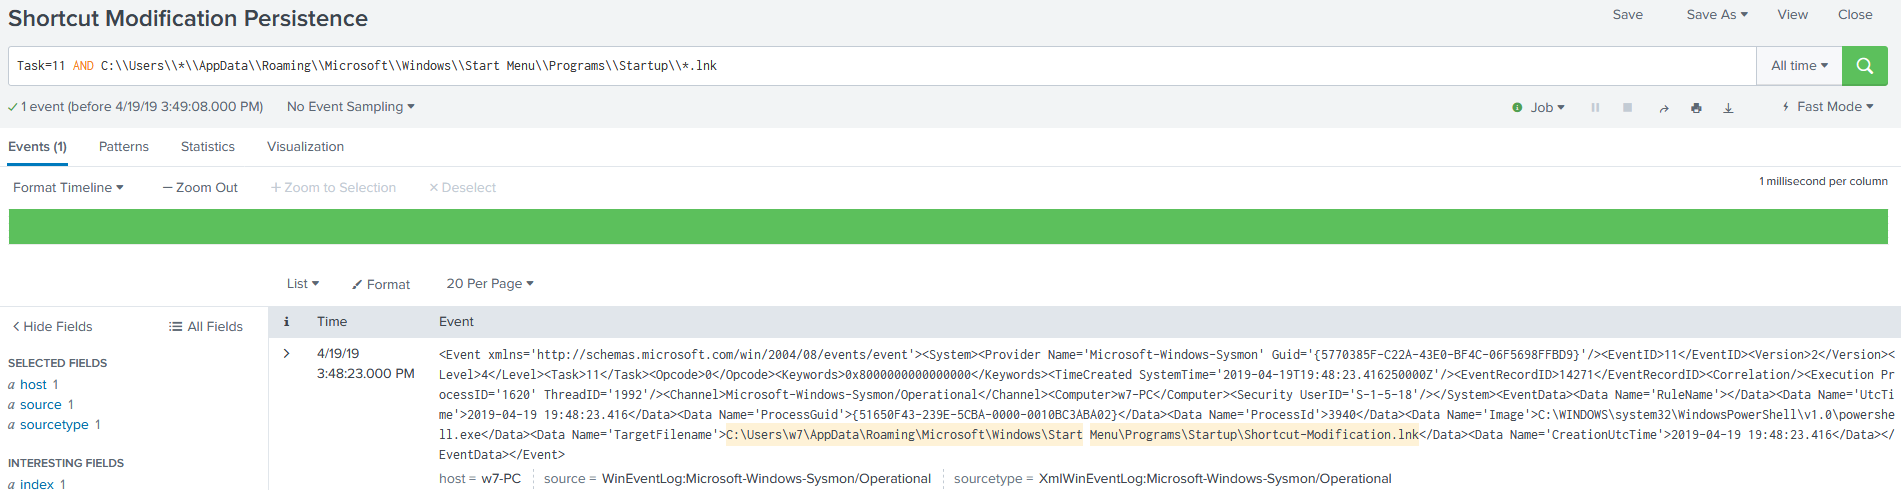 Shortcut Modification Persistence
Save Save As View Close
Task=11 AND C:\\Users\\*\\AppData\\Roaming\\Microsoft\\Windows\\Start Menu\\Programs\\Startup\\*.lnk
All time
1 event (before 4/19/19 3:49:08.000 PM) No Event Sampling
Job Fast Mode
Events (1) Patterns Statistics Visualization
Format Timeline — Zoom Out + Zoom to Selection × Deselect
1 millisecond per column
List Format 20 Per Page
< Hide Fields All Fields
i Time Event
SELECTED FIELDS
a host 1
a source 1
a sourcetype 1
INTERESTING FIELDS
a index 1
> 4/19/19
3:48:23.000 PM
<Event xmlns='http://schemas.microsoft.com/win/2004/08/events/event'><System><Provider Name='Microsoft-Windows-Sysmon' Guid='{5770385F-C22A-43E0-BF4C-06F5698FFBD9}'/><EventID>11</EventID><Version>2</Version><
Level>4</Level><Task>11</Task><Opcode>0</Opcode><Keywords>0x8000000000000000</Keywords><TimeCreated SystemTime='2019-04-19T19:48:23.416250000Z'/><EventRecordID>14271</EventRecordID><Correlation/><Execution Pr
ocessID='1620' ThreadID='1992'/><Channel>Microsoft-Windows-Sysmon/Operational</Channel><Computer>w7-PC</Computer><Security UserID='S-1-5-18'/></System><EventData><Data Name='RuleName'></Data><Data Name='UtcTi
me'>2019-04-19 19:48:23.416</Data><Data Name='ProcessGuid'>{51650F43-239E-5CBA-0000-0010BC3ABA02}</Data><Data Name='ProcessId'>3940</Data><Data Name='Image'>C:\WINDOWS\system32\WindowsPowerShell\v1.0\powershe
ll.exe</Data><Data Name='TargetFilename'>C:\Users\w7\AppData\Roaming\Microsoft\Windows\Start Menu\Programs\Startup\Shortcut-Modification.lnk</Data><Data Name='CreationUtcTime'>2019-04-19 19:48:23.416</Data></
EventData></Event>
host = w7-PC source = WinEventLog:Microsoft-Windows-Sysmon/Operational sourcetype = XmlWinEventLog:Microsoft-Windows-Sysmon/Operational